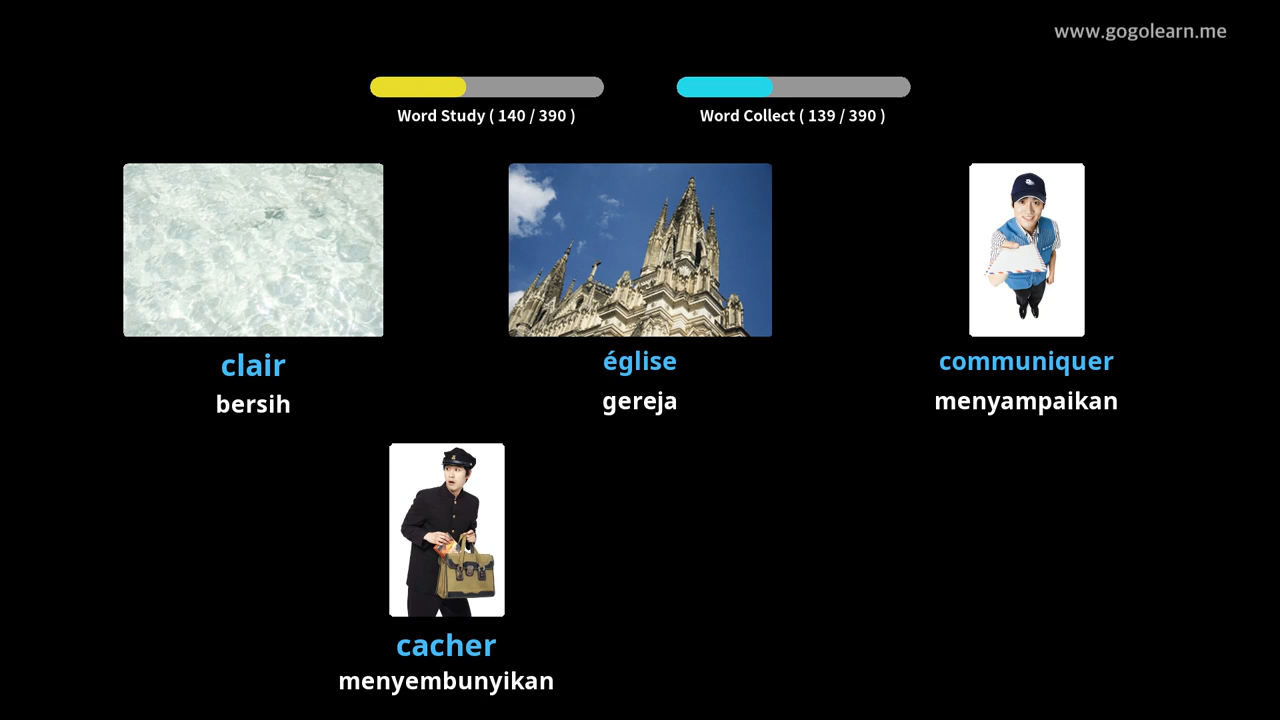 www.gogolearn.me
Word Study ( 140 / 390 )
Word Collect ( 139 / 390 )
clair
bersih
église
gereja
communiquer
menyampaikan
cacher
menyembunyikan